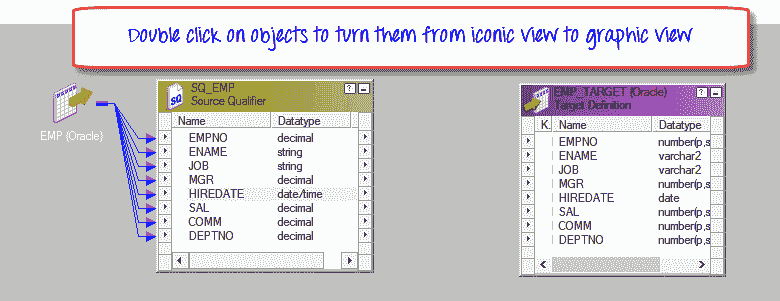 Double click on objects to turn them from iconic view to graphic view
EMP (Oracle)
SQ
SQ_EMP
Source Qualifier
Name Datatype
EMPNO decimal
ENAME string
JOB string
MGR decimal
HIREDATE date/time
SAL decimal
COMM decimal
DEPTNO decimal
EMP_TARGET (Oracle)
Target Definition
K. Name Datatype
EMPNO number(p,s
ENAME varchar2
JOB varchar2
MGR number(p,s
HIREDATE date
SAL number(p,s
COMM number(p,s
DEPTNO number(p,s